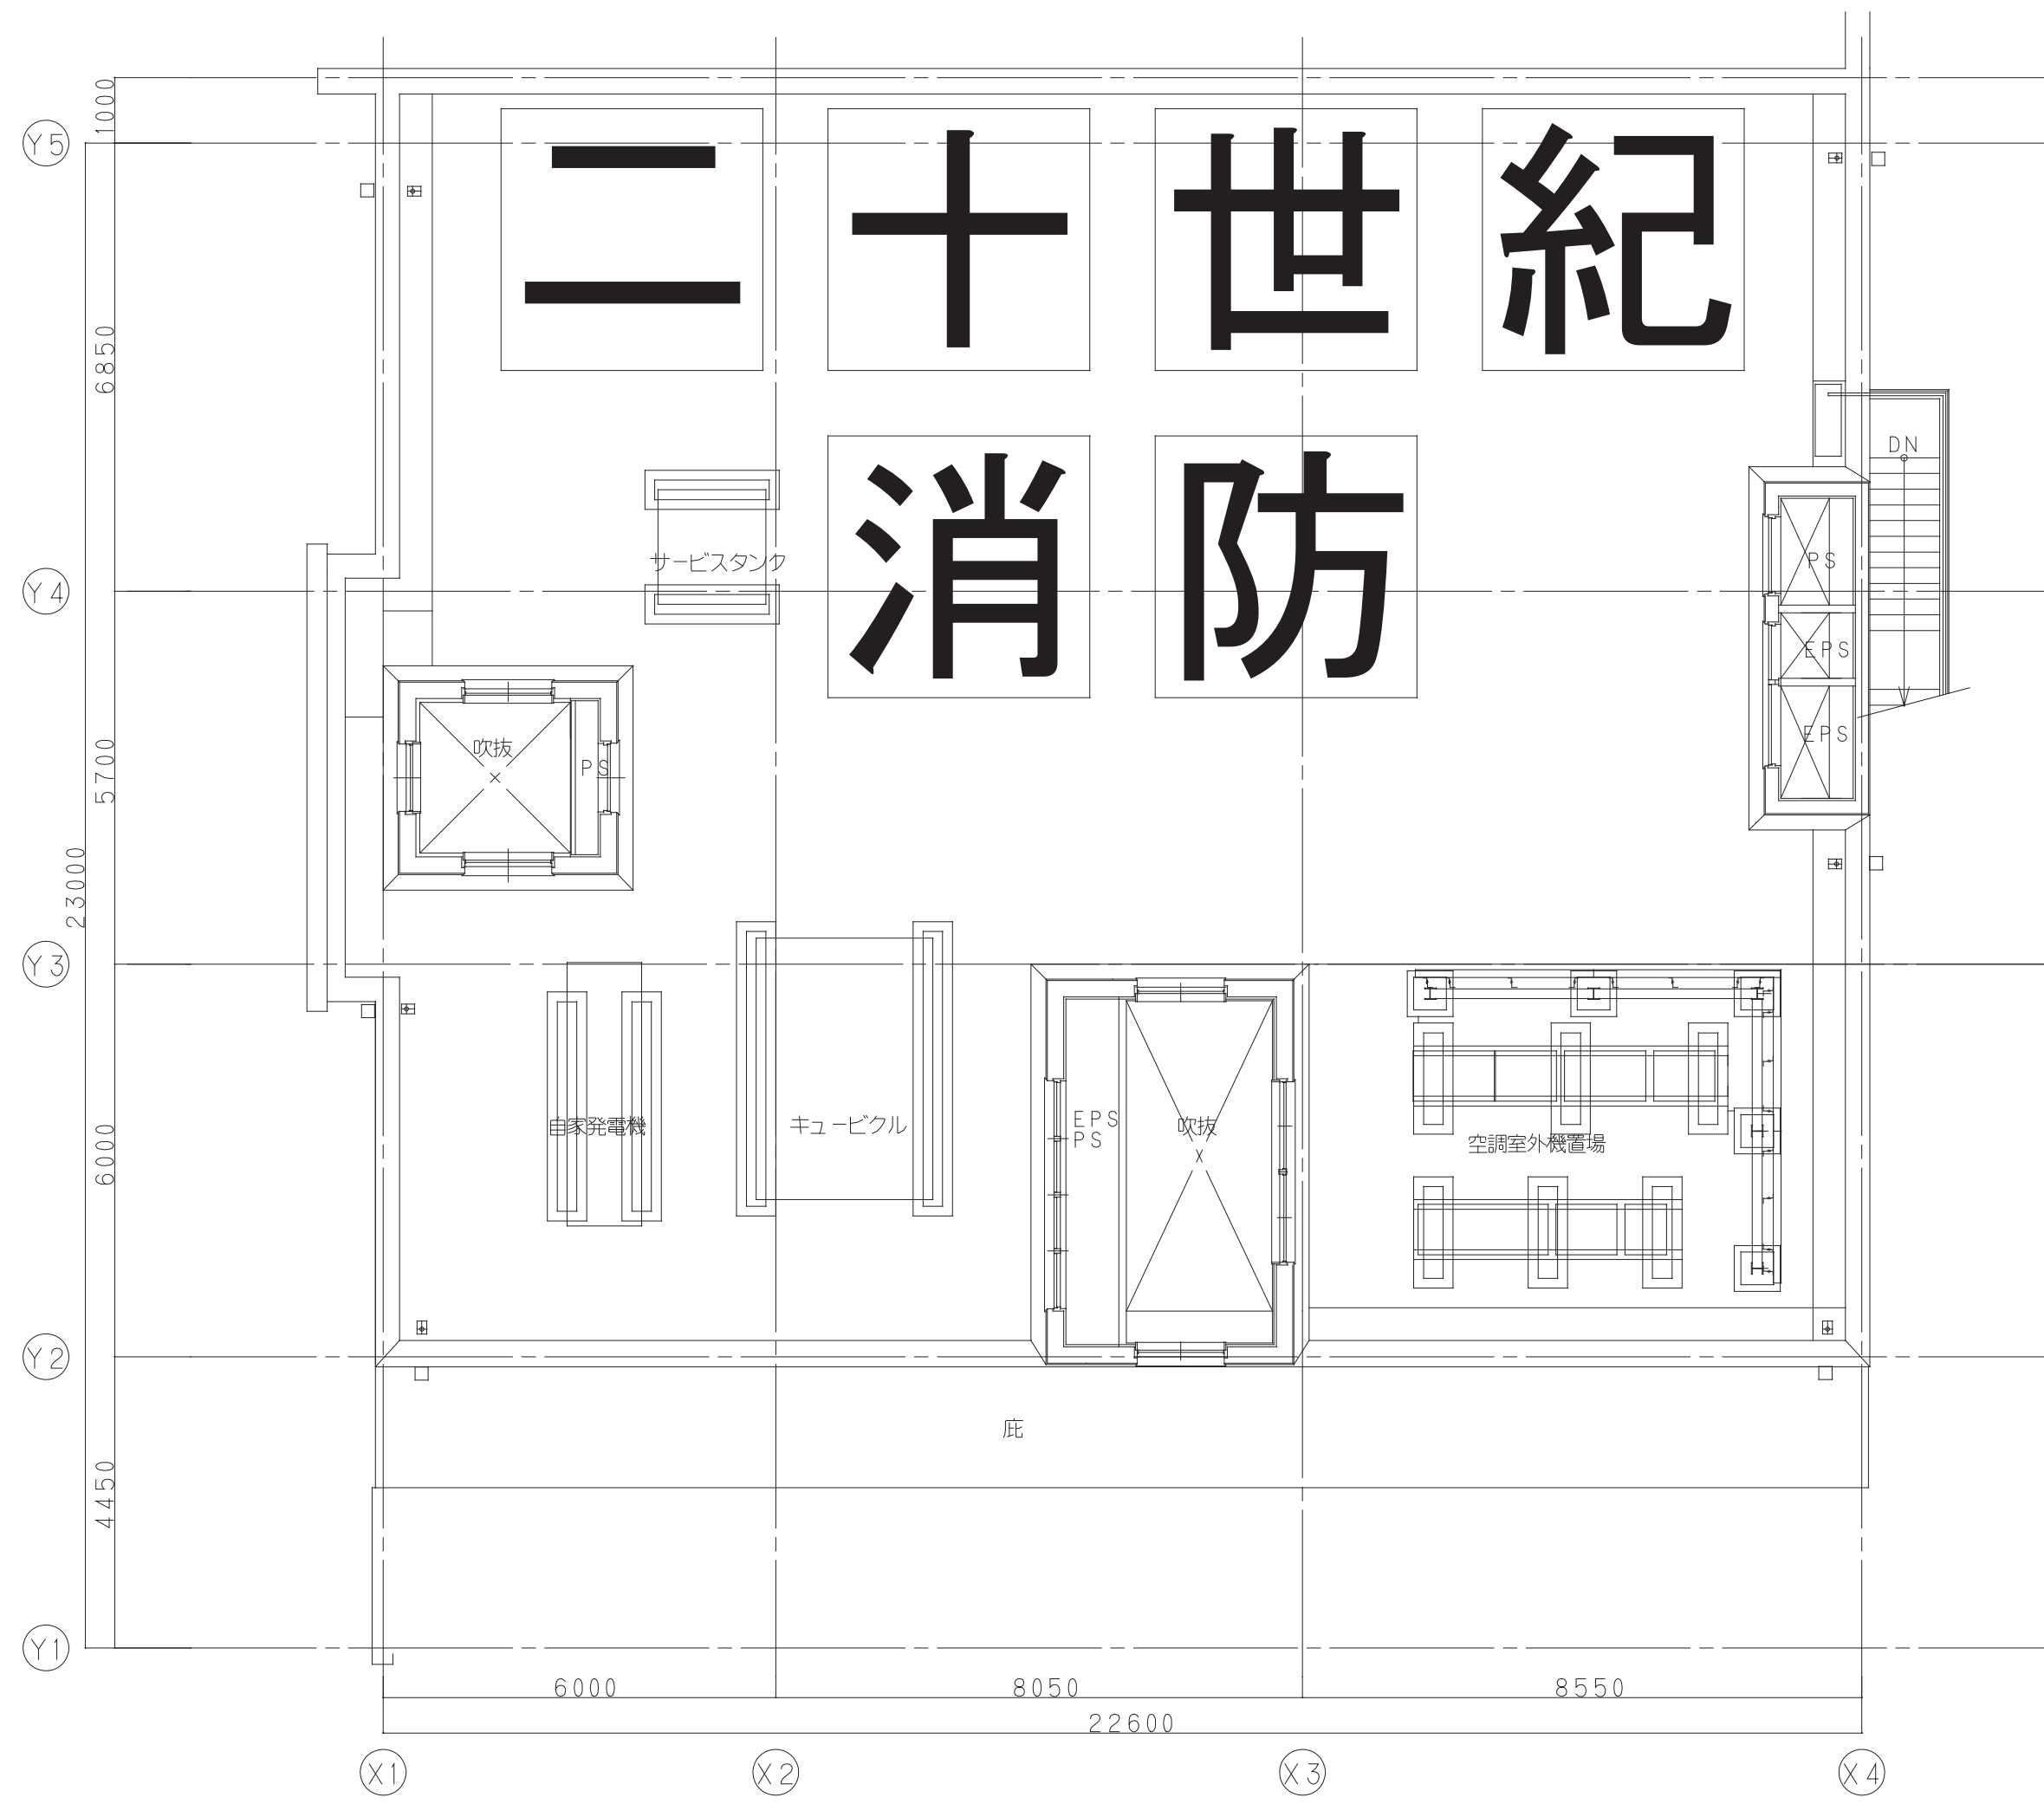 二十世紀
消防
DN
サービスタンク
PS
EPS
EPS
吹抜
PS
自家発電機
キュービクル
EPS
PS
吹抜
空調室外機置場
庇
Y5
Y4
Y3
Y2
Y1
1000
6850
5700
23000
6000
4450
6000
8050
8550
22600
X1
X2
X3
X4